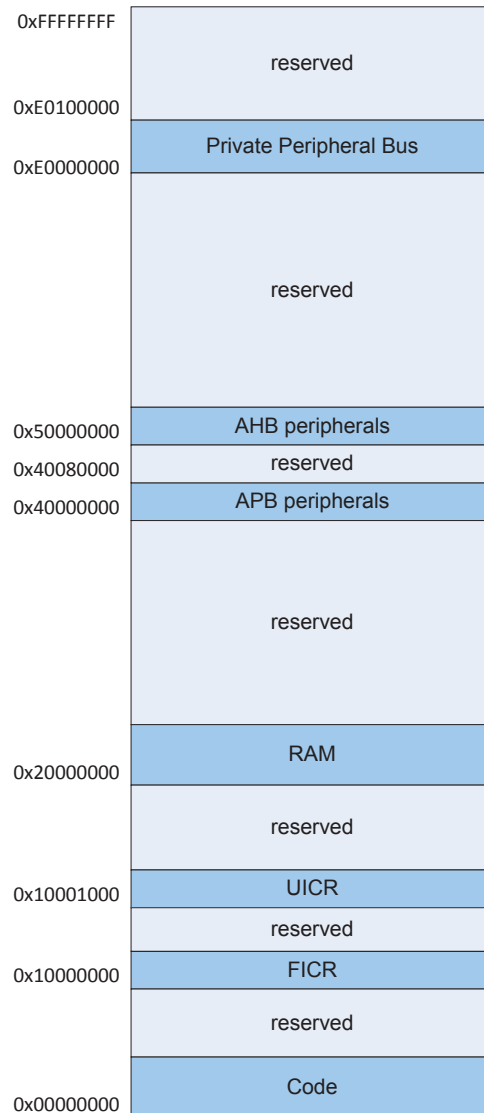 0xFFFFFFFF
reserved
0xE0100000
Private Peripheral Bus
0xE0000000
reserved
AHB peripherals
0x50000000
reserved
0x40080000
APB peripherals
0x40000000
reserved
RAM
0x20000000
reserved
UICR
0x10001000
reserved
FICR
0x10000000
reserved
Code
0x00000000